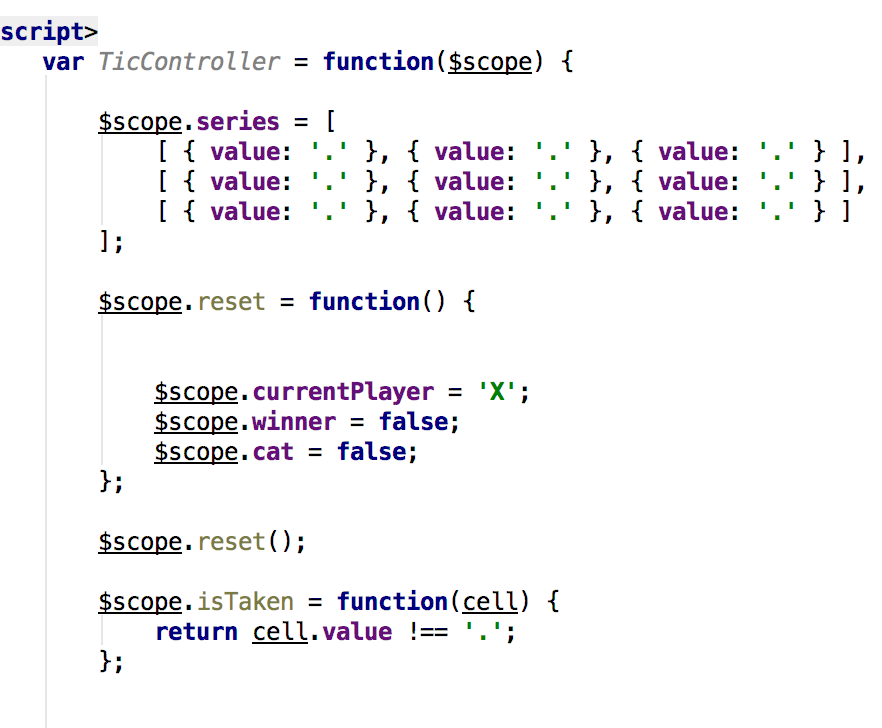 script>
var TicController = function($scope) {
$scope.series = [
[ { value: '.' }, { value: '.' }, { value: '.' } ],
[ { value: '.' }, { value: '.' }, { value: '.' } ],
[ { value: '.' }, { value: '.' }, { value: '.' } ]
];
$scope.reset = function() {
$scope.currentPlayer = 'X';
$scope.winner = false;
$scope.cat = false;
};
$scope.reset();
$scope.isTaken = function(cell) {
return cell.value !== '.';
};